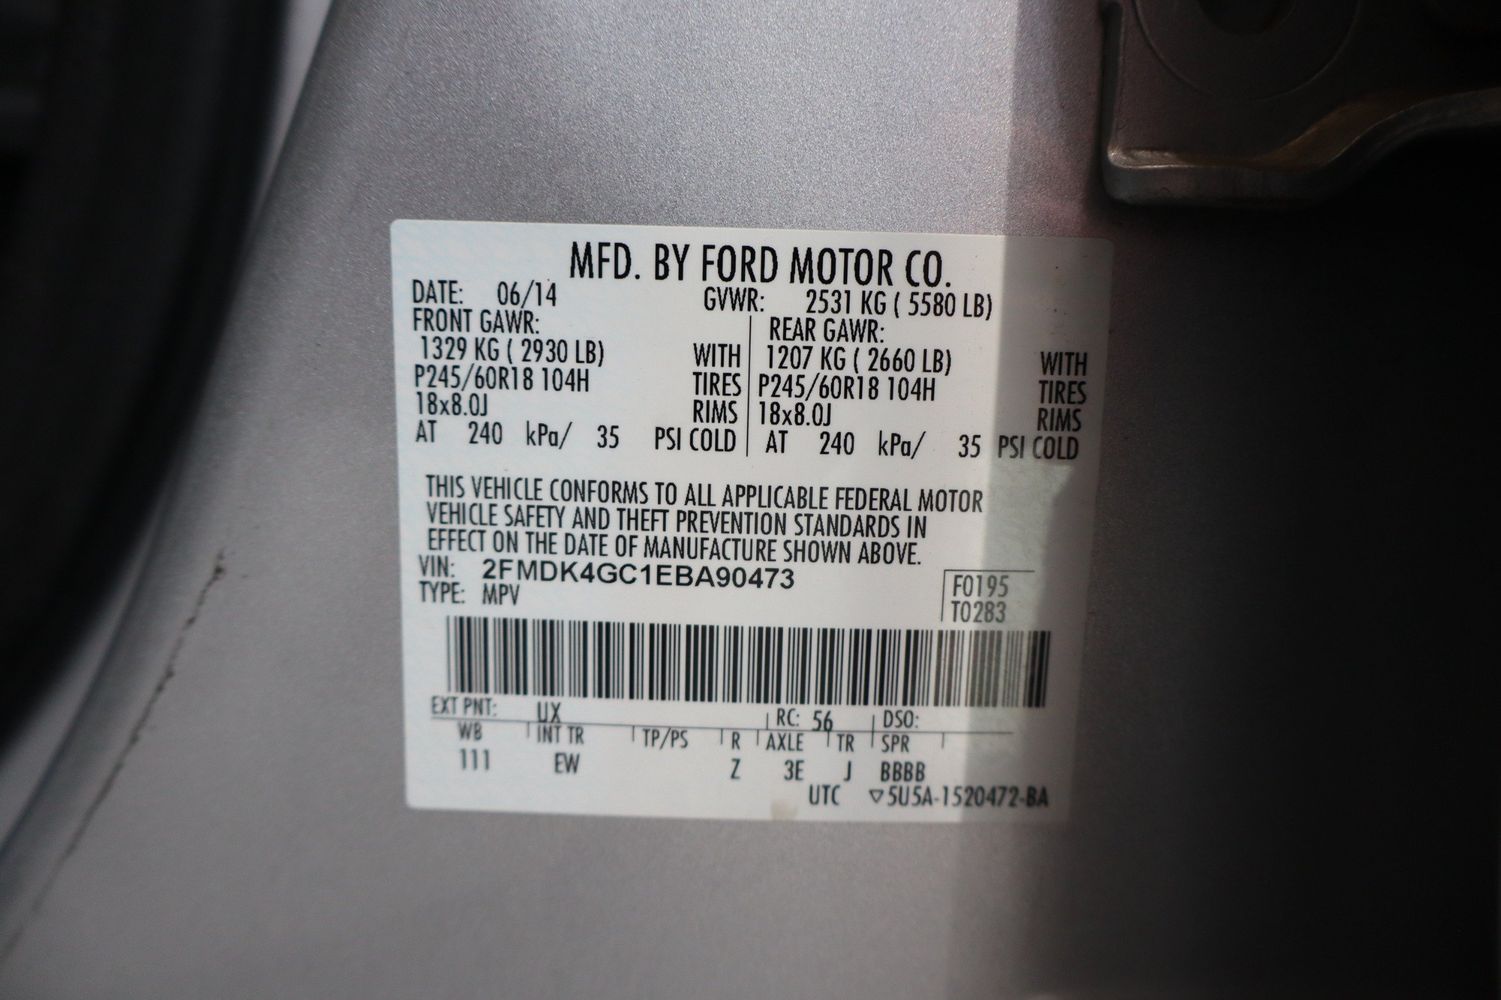 MFD. BY FORD MOTOR CO.
DATE: 06/14 GVWR: 2531 KG ( 5580 LB)
FRONT GAWR: REAR GAWR:
1329 KG ( 2930 LB) WITH 1207 KG ( 2660 LB) WITH
P245/60R18 104H TIRES P245/60R18 104H TIRES
18x8.0J RIMS 18x8.0J RIMS
AT 240 kPa/ 35 PSI COLD AT 240 kPa/ 35 PSI COLD
THIS VEHICLE CONFORMS TO ALL APPLICABLE FEDERAL MOTOR
VEHICLE SAFETY AND THEFT PREVENTION STANDARDS IN
EFFECT ON THE DATE OF MANUFACTURE SHOWN ABOVE.
VIN: 2FMDK4GC1EBA90473 F0195
TYPE: MPV T0283
EXT PNT: UX RC: 56 DSO:
WB INT TR TP/PS R AXLE TR SPR
111 EW Z 3E J BBBB
UTC ▽5U5A-1520472-BA